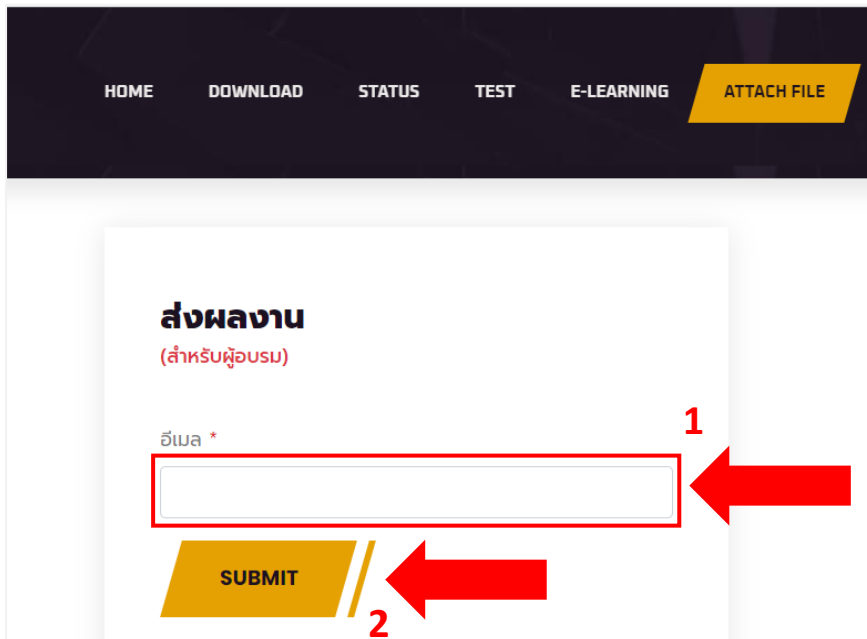 HOME DOWNLOAD STATUS TEST E-LEARNING ATTACH FILE
ส่งผลงาน
(สำหรับผู้อบรม)
1
อีเมล *
SUBMIT
2